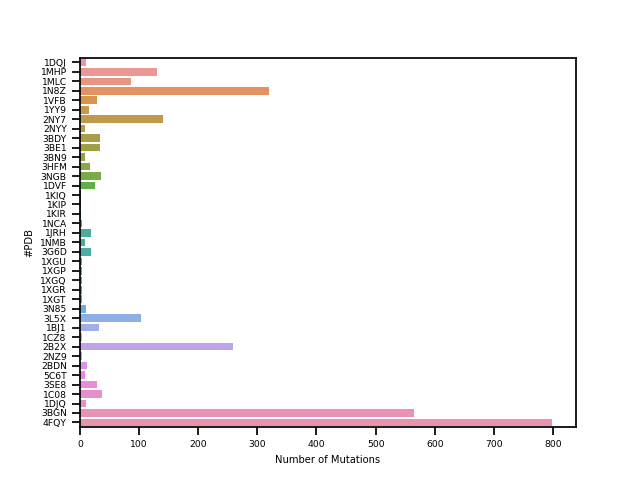 #PDB
1DQJ
1MHP
1MLC
1N8Z
1VFB
1YY9
2NY7
2NYY
3BDY
3BE1
3BN9
3HFM
3NGB
1DVF
1KIQ
1KIP
1KIR
1NCA
1JRH
1NMB
3G6D
1XGU
1XGP
1XGQ
1XGR
1XGT
3N85
3L5X
1BJ1
1CZ8
2B2X
2NZ9
2BDN
5C6T
3SE8
1C08
1DJQ
3BGN
4FQY
0 100 200 300 400 500 600 700 800
Number of Mutations